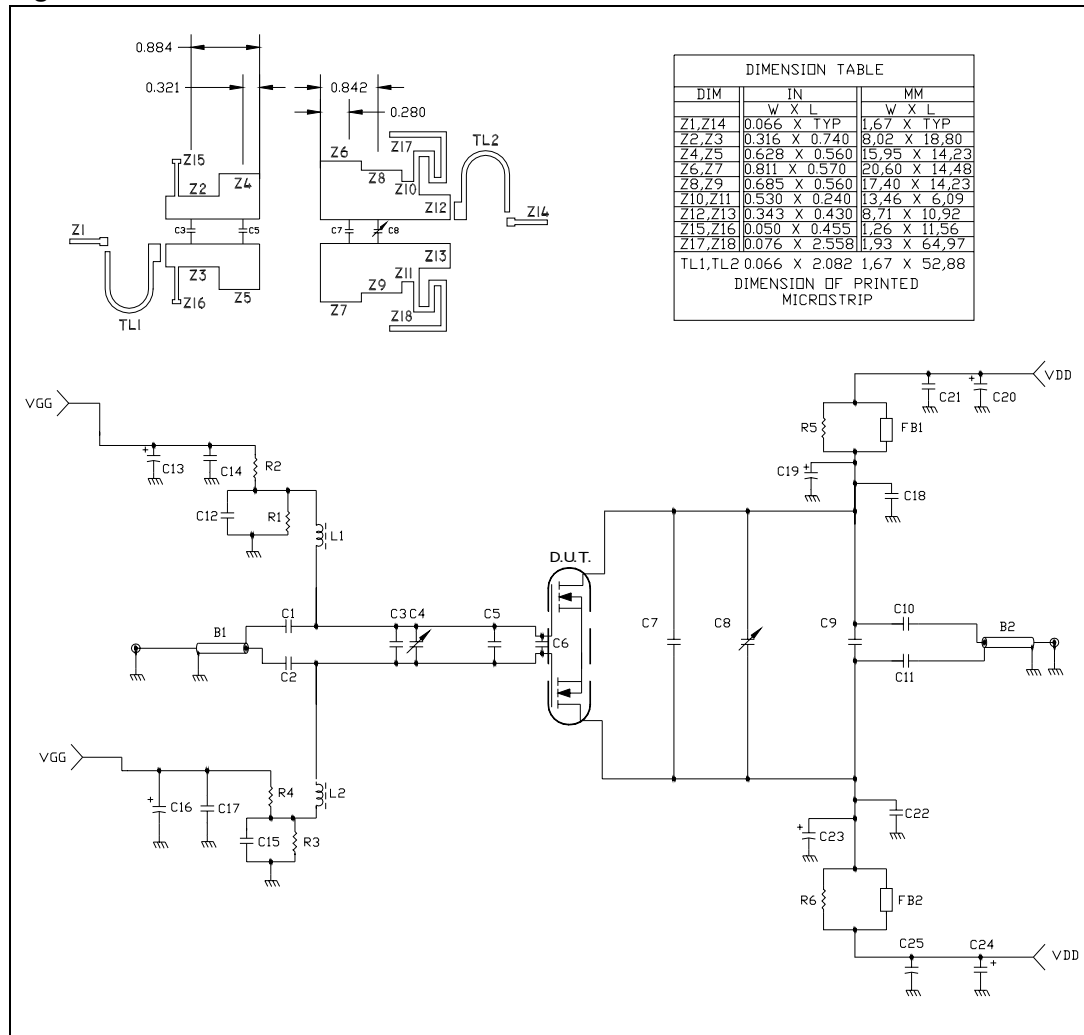 0.884
0.321
0.842
0.280
Z15
Z2
Z4
C3
C5
Z1
Z3
Z5
Z16
TL1
Z6
Z17
TL2
Z8
Z10
Z12
Z14
C7
C8
Z13
Z11
Z9
Z7
Z18
DIMENSION TABLE
DIM IN MM
W X L W X L
Z1,Z14 0.066 X TYP 1,67 X TYP
Z2,Z3 0.316 X 0.740 8,02 X 18,80
Z4,Z5 0.628 X 0.560 15,95 X 14,23
Z6,Z7 0.811 X 0.570 20,60 X 14,48
Z8,Z9 0.685 X 0.560 17,40 X 14,23
Z10,Z11 0.530 X 0.240 13,46 X 6,09
Z12,Z13 0.343 X 0.430 8,71 X 10,92
Z15,Z16 0.050 X 0.455 1,26 X 11,56
Z17,Z18 0.076 X 2.558 1,93 X 64,97
TL1,TL2 0.066 X 2.082 1,67 X 52,88
DIMENSION OF PRINTED
MICROSTRIP
VGG
+
C13
C14
R2
C12
R1
L1
B1
C1
C2
C3
C4
C5
C6
D.U.T.
C7
C8
C9
C10
C11
B2
VDD
C21
+
C20
R5
FB1
C19
+
C18
VGG
+
C16
C17
R4
C15
R3
L2
+
C23
C22
R6
FB2
C25
C24
+
VDD